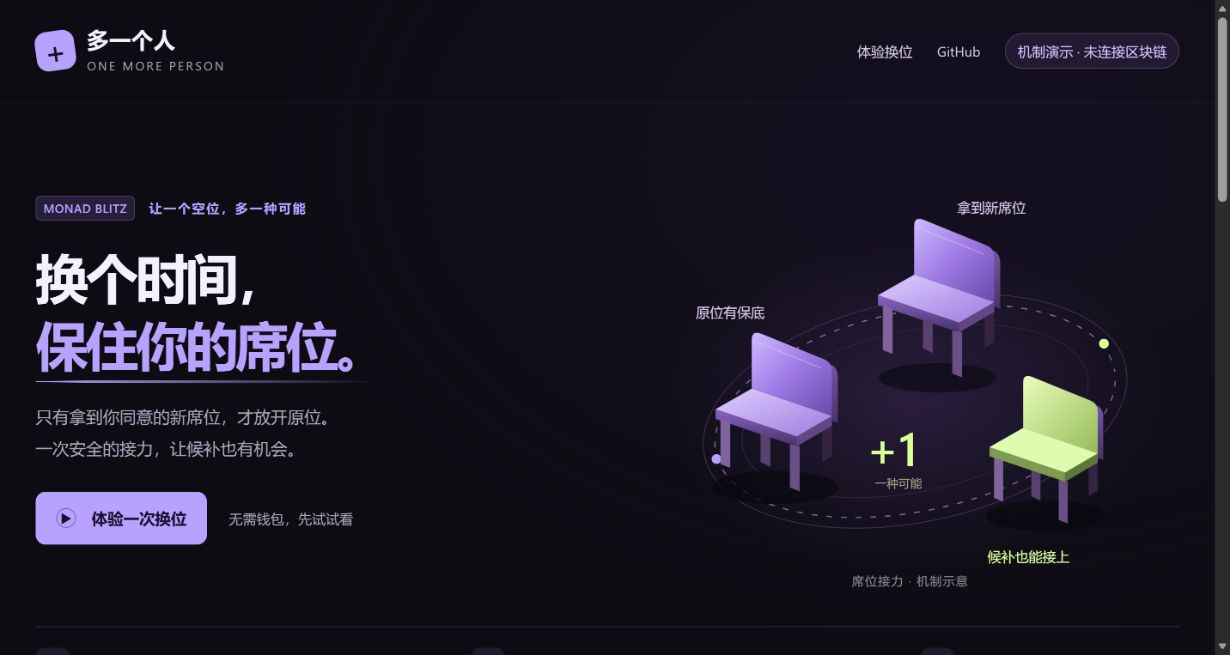 多一个人
ONE MORE PERSON
体验换位
GitHub
机制演示 · 未连接区块链
MONAD BLITZ
让一个空位，多一种可能
换个时间，
保住你的席位。
只有拿到你同意的新席位，才放开原位。
一次安全的接力，让候补也有机会。
体验一次换位
无需钱包，先试试看
拿到新席位
原位有保底
+1
一种可能
候补也能接上
席位接力 · 机制示意